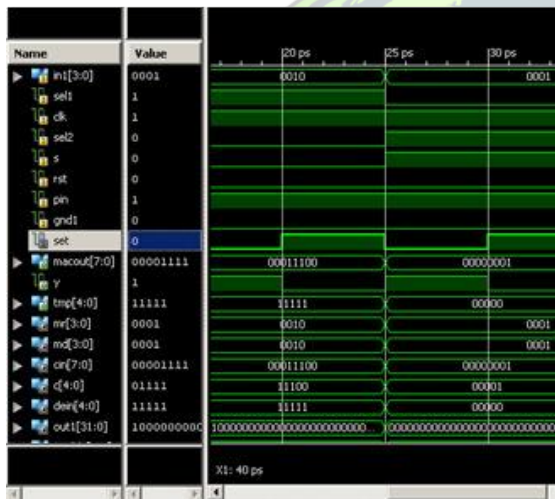 Name Value 20 ps 25 ps 30 ps
in1[3:0] 0001 0010 0001
sel1 1
clk 1
sel2 0
s 0
rst 0
pin 1
gnd1 0
set 0
macout[7:0] 00001111 00011100 00000001
y 1
tmp[4:0] 11111 11111 00000
mr[3:0] 0001 0010 0001
md[3:0] 0001 0010 0001
cin[7:0] 00001111 00011100 00000001
c[4:0] 01111 11100 00001
dein[4:0] 11111 11111 00000
out1[31:0] 1000000000
X1: 40 ps